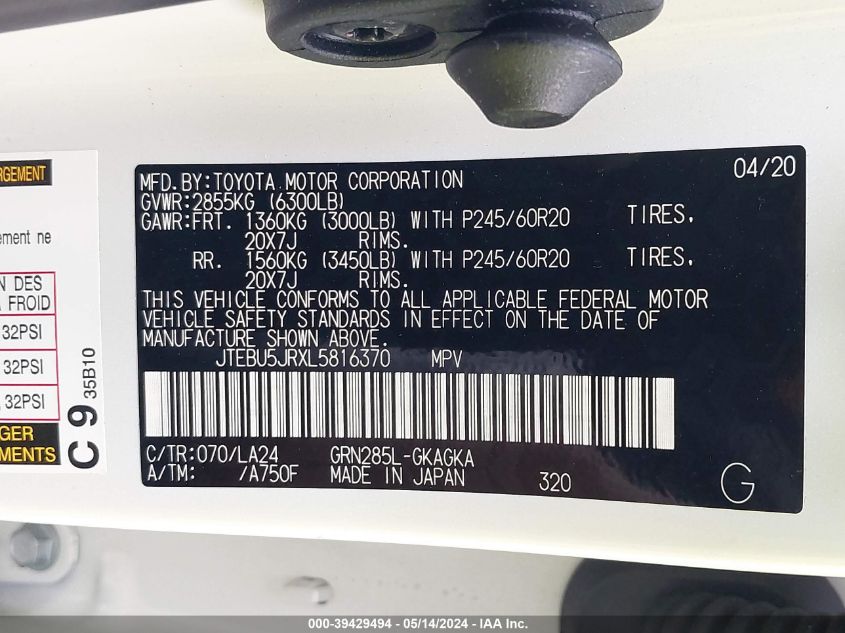 RGEMENT
ement ne
N DES
A FROID
32PSI
32PSI
, 32PSI
GER
EMENTS
C 9 35B10
04/20
MFD.BY:TOYOTA MOTOR CORPORATION
GVWR:2855KG (6300LB)
GAWR:FRT. 1360KG (3000LB) WITH P245/60R20 TIRES.
20X7J RIMS.
RR. 1560KG (3450LB) WITH P245/60R20 TIRES.
20X7J RIMS.
THIS VEHICLE CONFORMS TO ALL APPLICABLE FEDERAL MOTOR
VEHICLE SAFETY STANDARDS IN EFFECT ON THE DATE OF
MANUFACTURE SHOWN ABOVE.
JTEBU5JRXL5816370 MPV
C/TR:070/LA24 GRN285L-GKAGKA
A/TM: /A750F MADE IN JAPAN 320
G
000-39429494 - 05/14/2024 - IAA Inc.